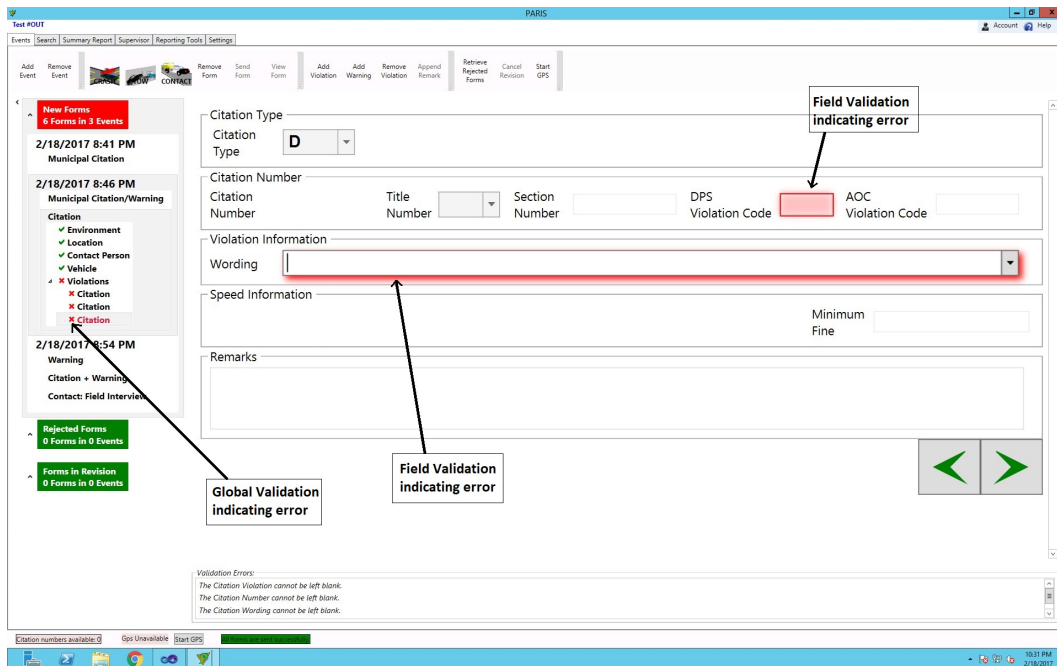 PARIS
Test #OUT
Account Help
Events Search Summary Report Supervisor Reporting Tools Settings
Add Event
Remove Event
CRASH
TOW
CONTACT
Remove Form
Send Form
View Form
Add Violation
Add Warning
Remove Violation
Append Remark
Retrieve Rejected Forms
Cancel Revision
Start GPS
New Forms
6 Forms in 3 Events
2/18/2017 8:41 PM
Municipal Citation
2/18/2017 8:46 PM
Municipal Citation/Warning
Citation
Environment
Location
Contact Person
Vehicle
Violations
Citation
Citation
Citation
2/18/2017 8:54 PM
Warning
Citation + Warning
Contact: Field Interview
Rejected Forms
0 Forms in 0 Events
Forms in Revision
0 Forms in 0 Events
Field Validation
indicating error
Citation Type
Citation
Type
D
Citation Number
Citation
Number
Title
Number
Section
Number
DPS
Violation Code
AOC
Violation Code
Violation Information
Wording
Speed Information
Minimum
Fine
Remarks
Field Validation
indicating error
Global Validation
indicating error
Validation Errors:
The Citation Violation cannot be left blank.
The Citation Number cannot be left blank.
The Citation Wording cannot be left blank.
Citation numbers available: 0 Gps Unavailable Start GPS All forms are sent successfully
10:31 PM
2/18/2017